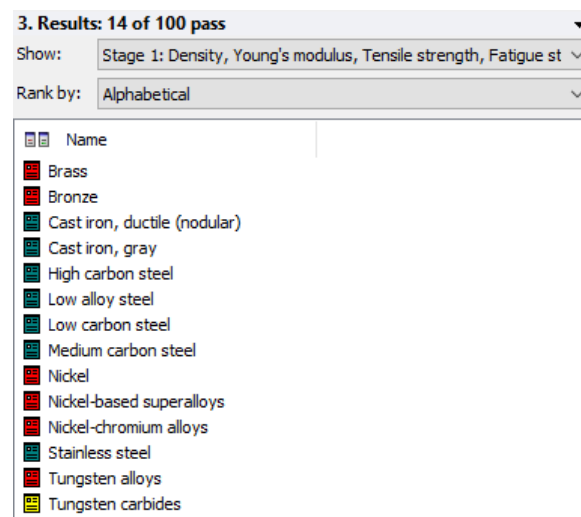 3. Results: 14 of 100 pass
Show: Stage 1: Density, Young's modulus, Tensile strength, Fatigue st
Rank by: Alphabetical
Name
Brass
Bronze
Cast iron, ductile (nodular)
Cast iron, gray
High carbon steel
Low alloy steel
Low carbon steel
Medium carbon steel
Nickel
Nickel-based superalloys
Nickel-chromium alloys
Stainless steel
Tungsten alloys
Tungsten carbides